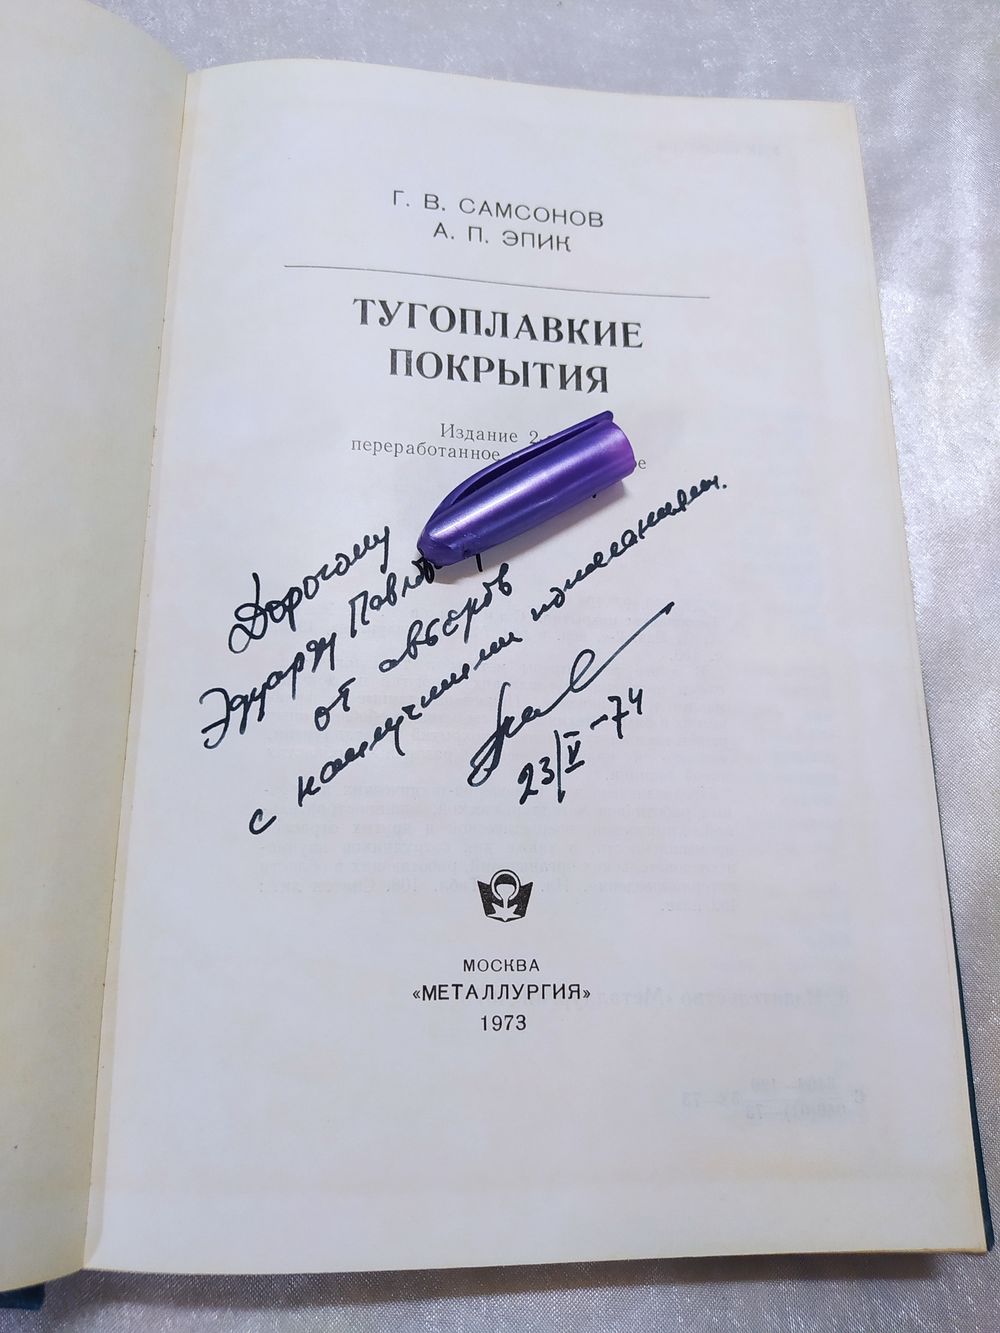 Г. В. САМСОНОВ
А. П. ЭПИК
ТУГОПЛАВКИЕ
ПОКРЫТИЯ
Издание 2-
переработанное
Дорогому
Эдуарду
от авторов
с наилучшими пожеланиями.
23/V -74
МОСКВА
«МЕТАЛЛУРГИЯ»
1973